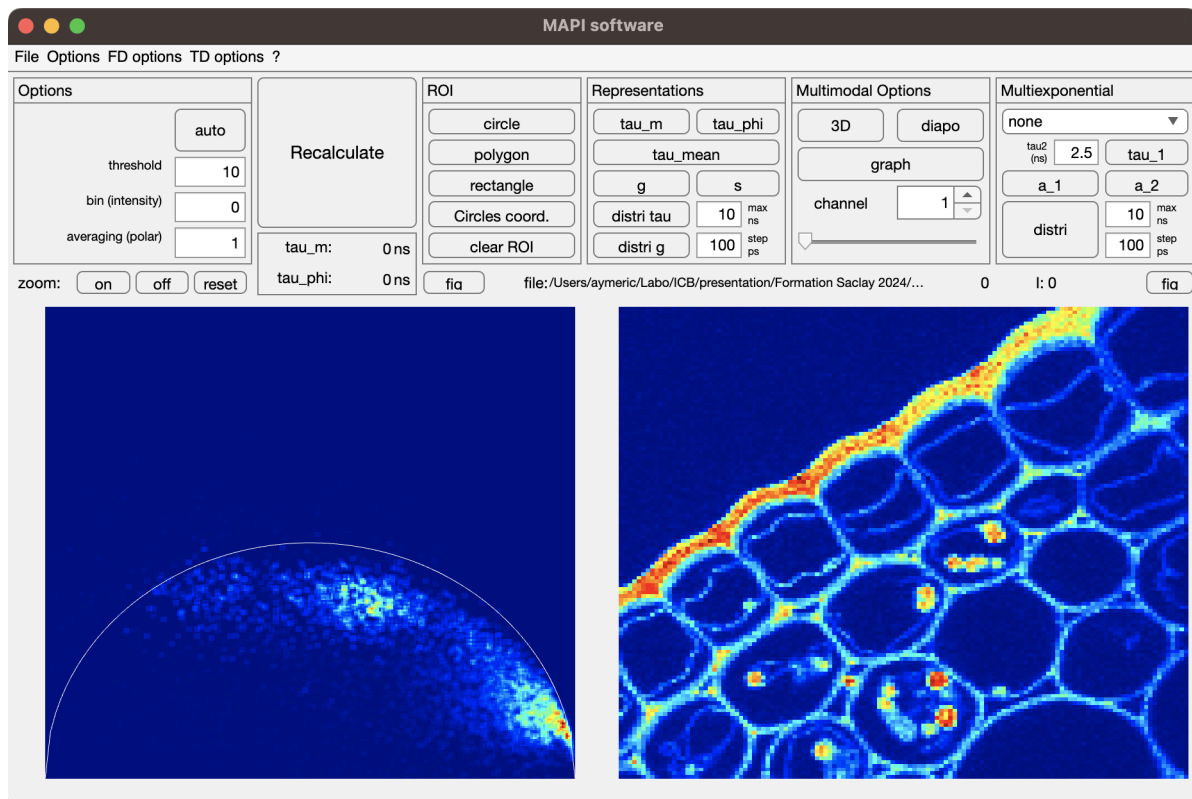 MAPI software
File Options FD options TD options ?
Options
auto
threshold 10
bin (intensity) 0
averaging (polar) 1
Recalculate
tau_m: 0 ns
tau_phi: 0 ns
ROI
circle
polygon
rectangle
Circles coord.
clear ROI
Representations
tau_m tau_phi
tau_mean
g s
distri tau 10 max ns
distri g 100 step ps
Multimodal Options
3D diapo
graph
channel 1
Multiexponential
none
tau2 (ns) 2.5 tau_1
a_1 a_2
distri 10 max ns
100 step ps
zoom: on off reset
fig file:/Users/aymeric/Labo/ICB/presentation/Formation Saclay 2024/… 0 I: 0 fig